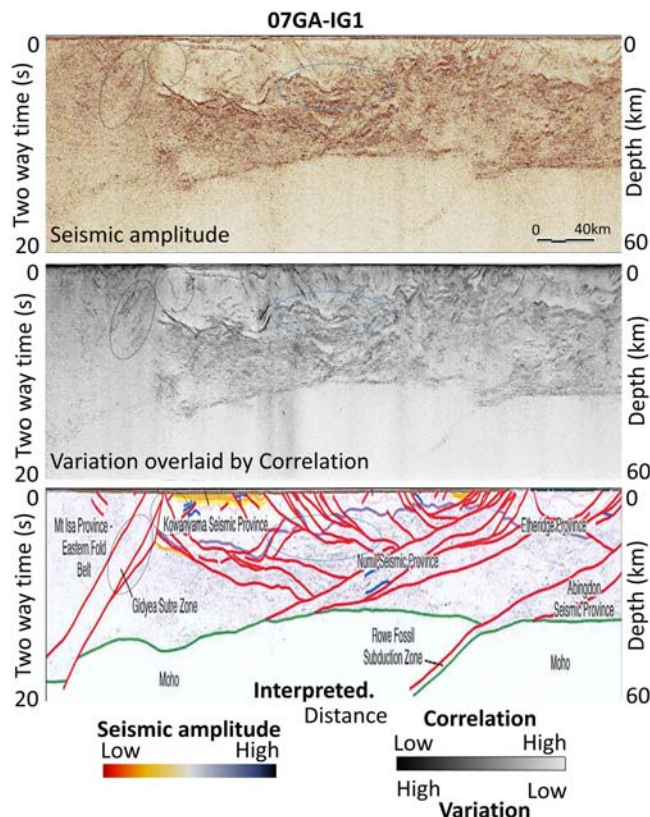 07GA-IG1
0
0
Two way time (s)
Depth (km)
Seismic amplitude
0 40km
20
60
0
0
Two way time (s)
Depth (km)
Variation overlaid by Correlation
20
60
0
0
Two way time (s)
Depth (km)
Mt Isa Province -
Eastern Fold
Belt
Kowanyama Seismic Province
Etheridge Province
Numil Seismic Province
Gidyea Sutre Zone
Abingdon
Seismic Province
Rowe Fossil
Subduction Zone
Moho
Moho
20
60
Interpreted.
Distance
Seismic amplitude
Low High
Correlation
Low High
High Low
Variation